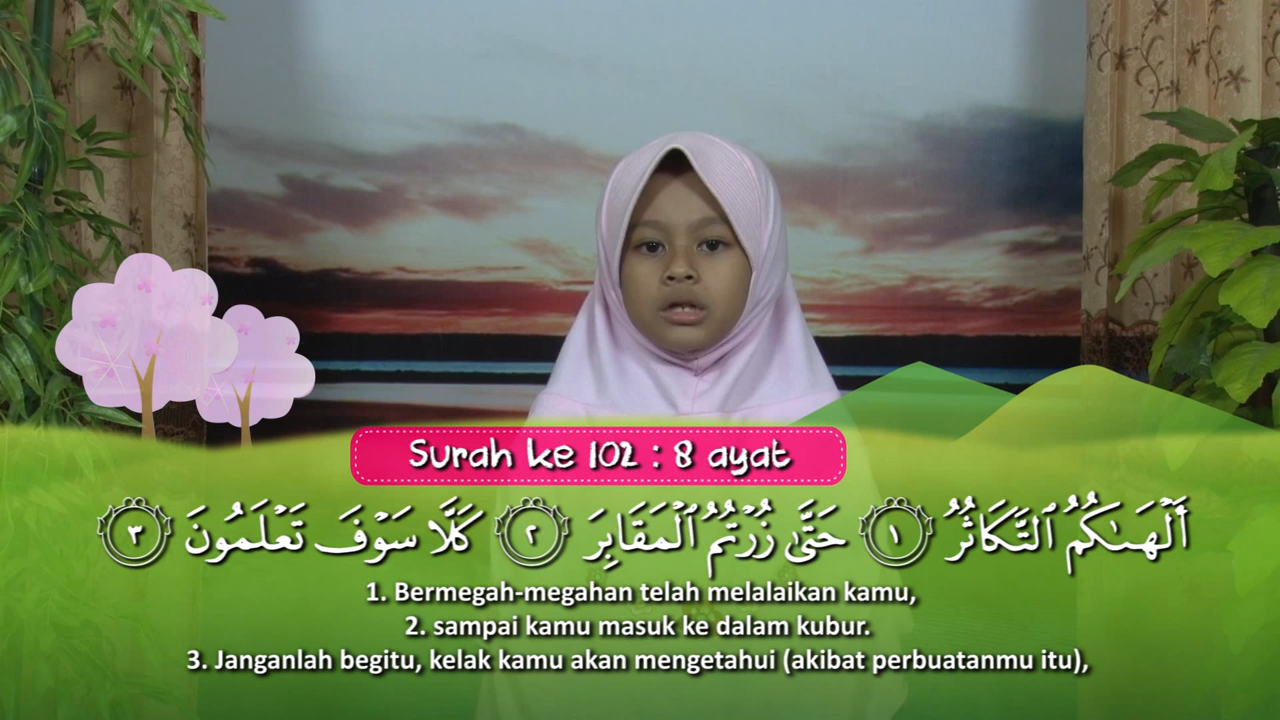 Surah ke 102 : 8 ayat
أَلْهَىٰكُمُ ٱلتَّكَاثُرُ ١ حَتَّىٰ زُرْتُمُ ٱلْمَقَابِرَ ٢ كَلَّا سَوْفَ تَعْلَمُونَ ٣
1. Bermegah-megahan telah melalaikan kamu,
2. sampai kamu masuk ke dalam kubur.
3. Janganlah begitu, kelak kamu akan mengetahui (akibat perbuatanmu itu),